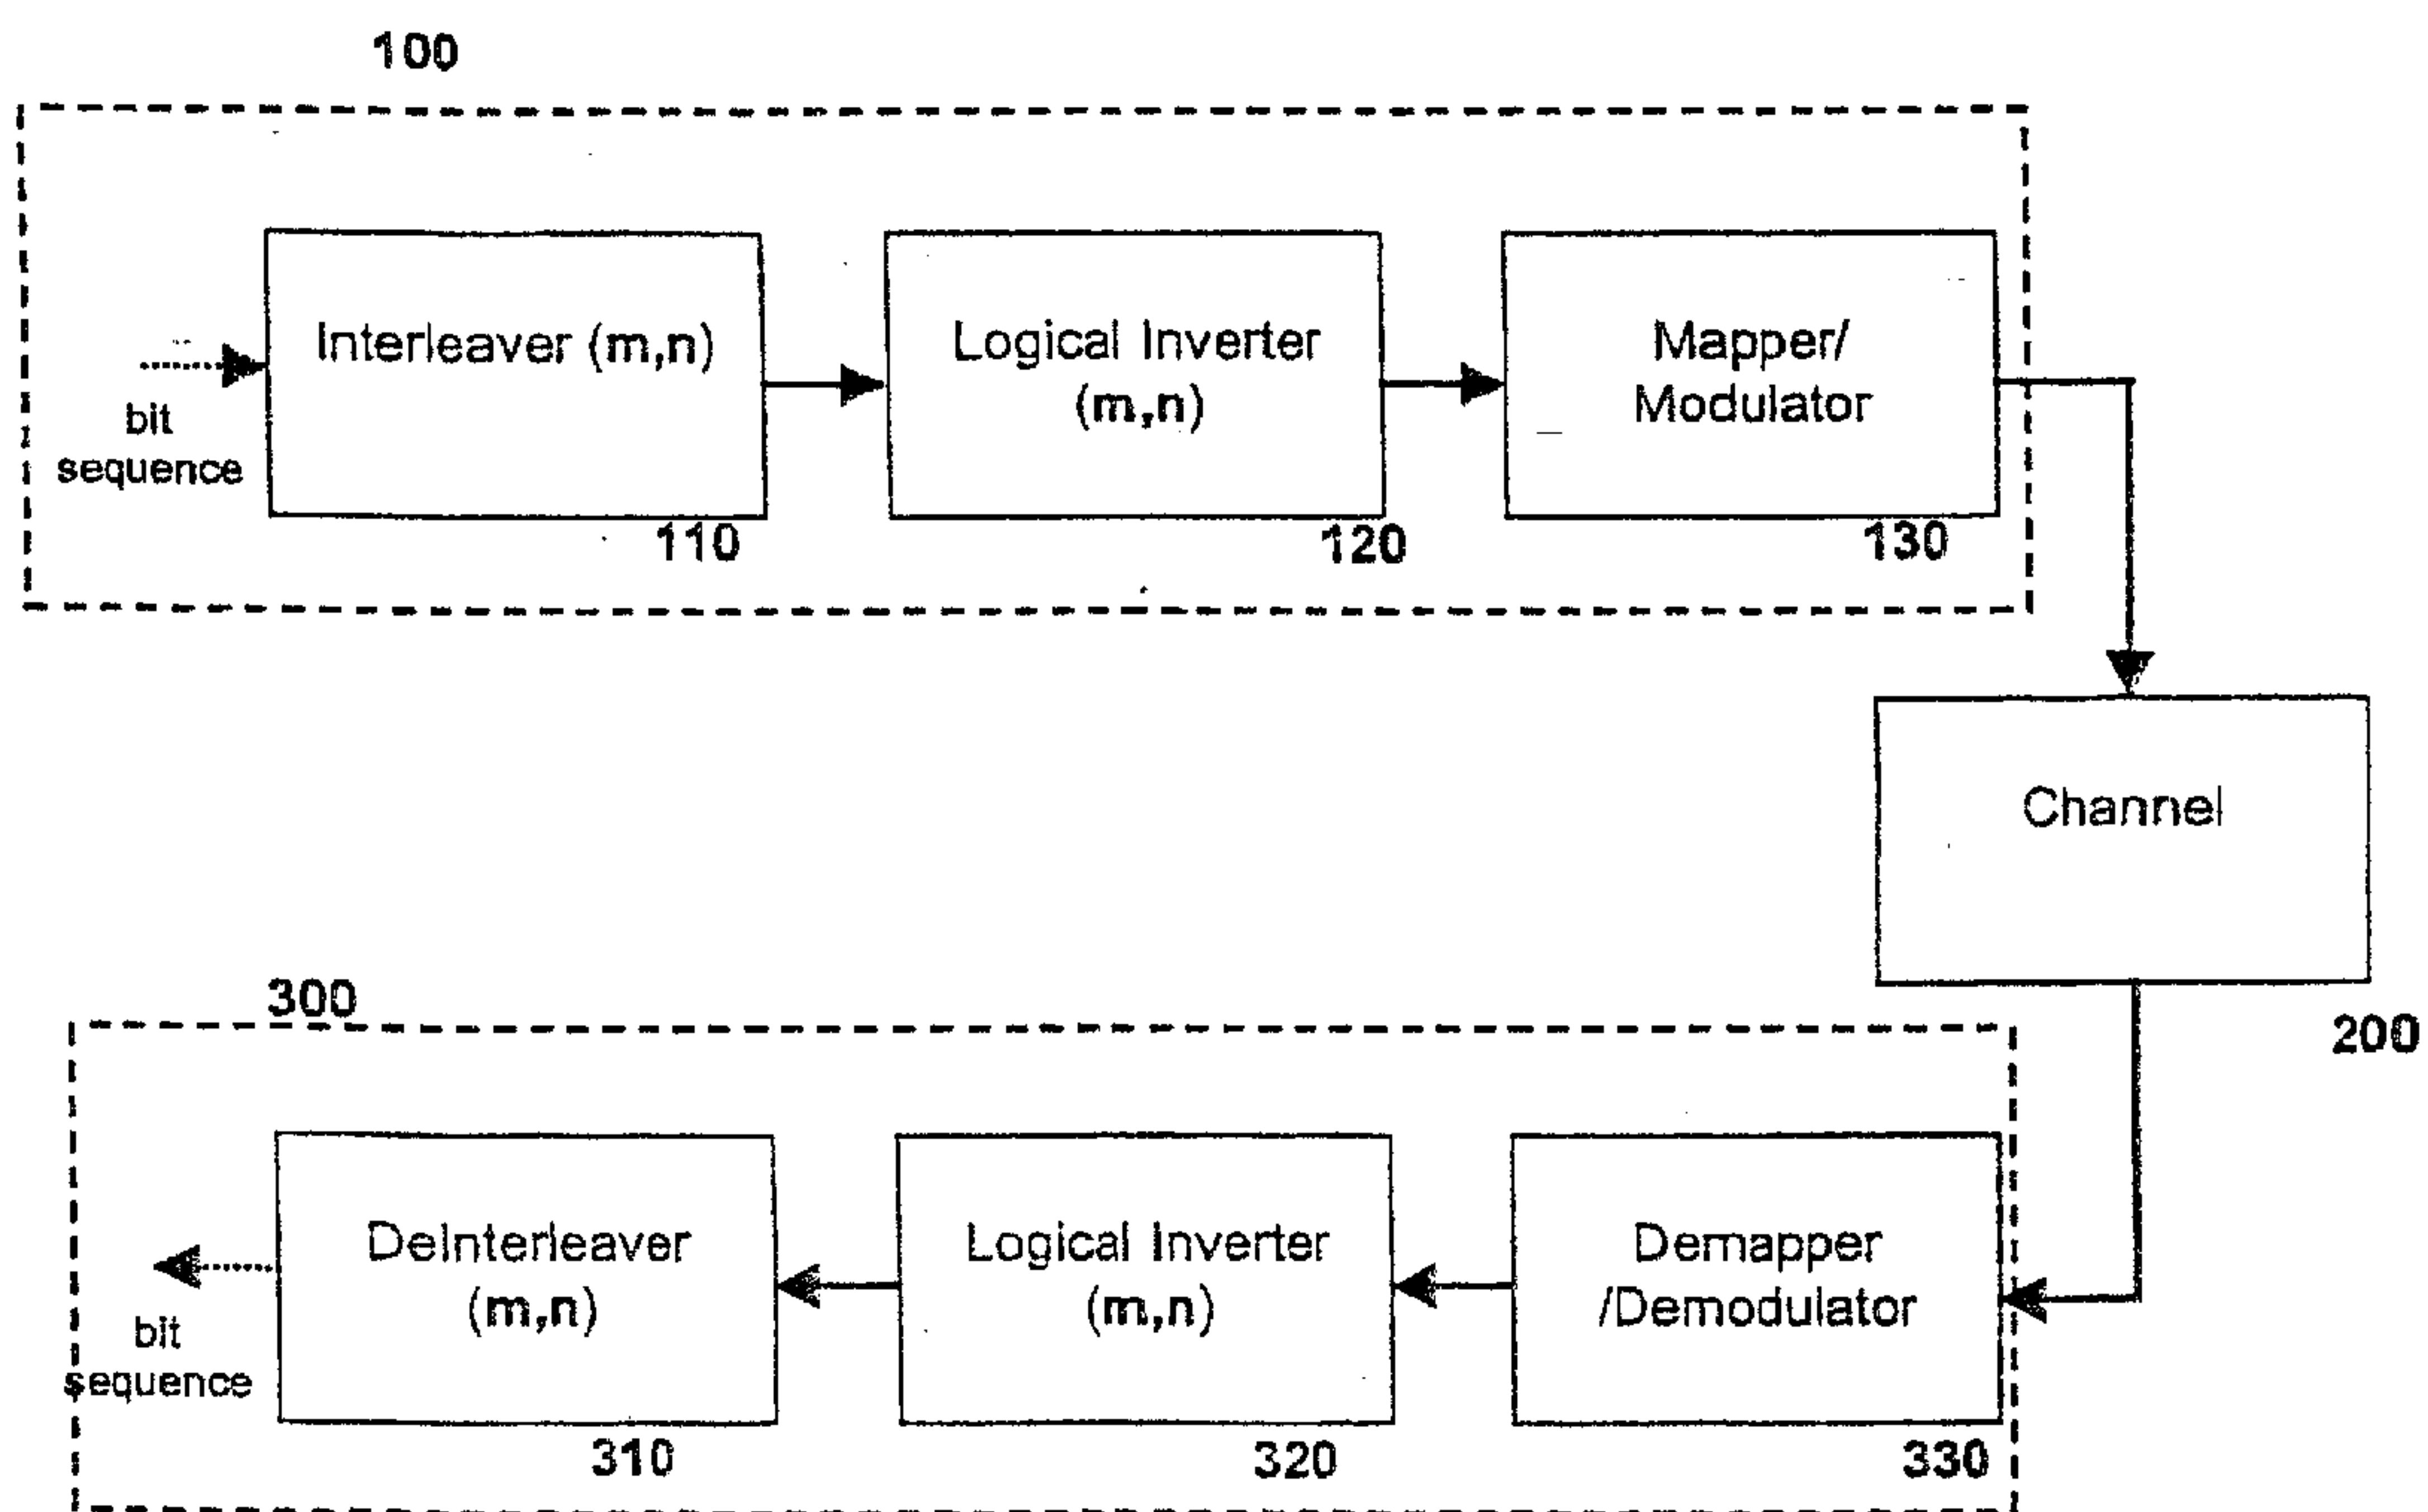 100
Interleaver (m,n)
Logical Inverter
(m,n)
Mapper/
Modulator
bit
sequence
110
120
130
Channel
200
300
DeInterleaver
(m,n)
Logical Inverter
(m,n)
Demapper
/Demodulator
bit
sequence
310
320
330